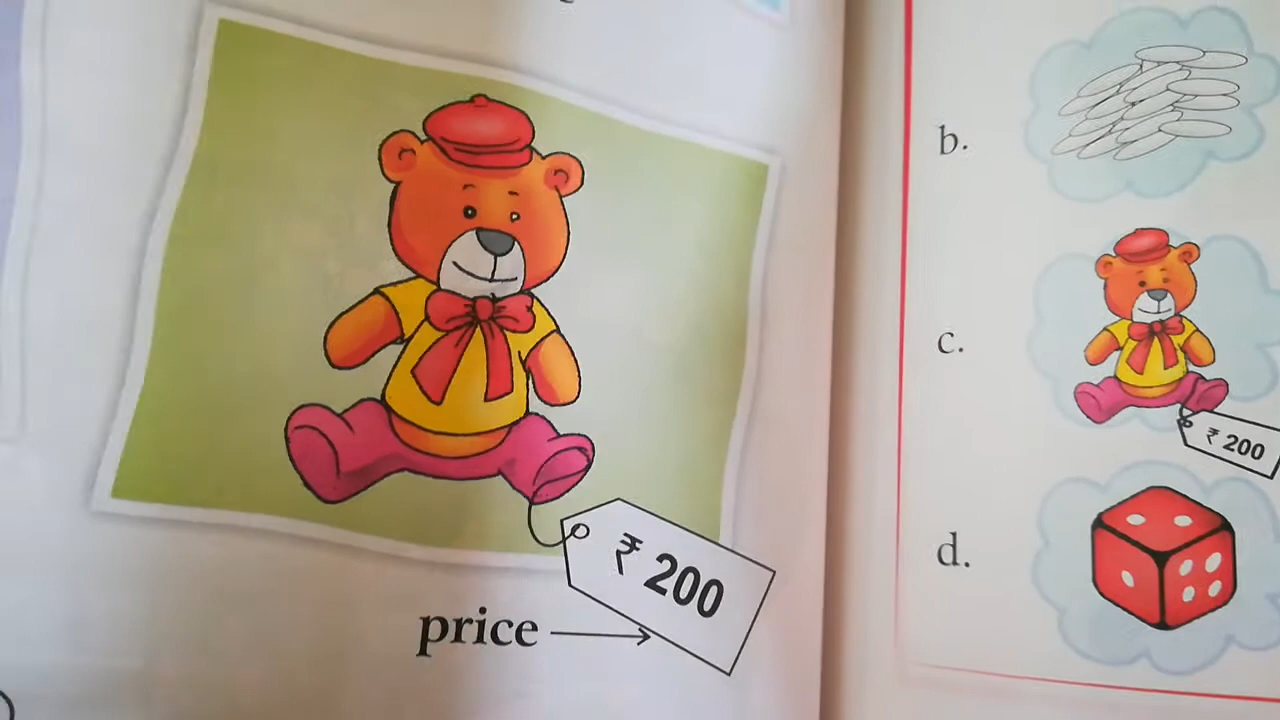 ₹ 200
price
b.
c.
₹ 200
d.